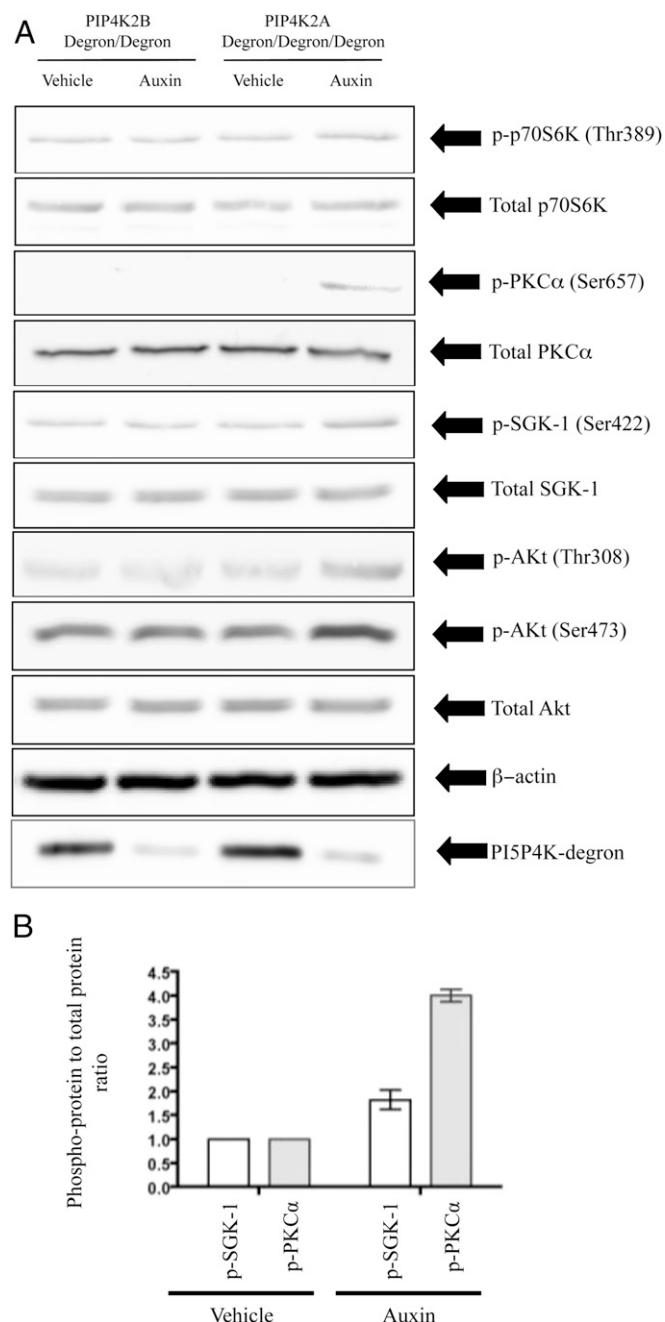 A
PIP4K2B
Degron/Degron
PIP4K2A
Degron/Degron/Degron
Vehicle
Auxin
Vehicle
Auxin
p-p70S6K (Thr389)
Total p70S6K
p-PKCα (Ser657)
Total PKCα
p-SGK-1 (Ser422)
Total SGK-1
p-AKt (Thr308)
p-AKt (Ser473)
Total Akt
β–actin
PI5P4K-degron
B
Phospho-protein to total protein
ratio
4.5
4.0
3.5
3.0
2.5
2.0
1.5
1.0
0.5
0.0
p-SGK-1
p-PKCα
p-SGK-1
p-PKCα
Vehicle
Auxin